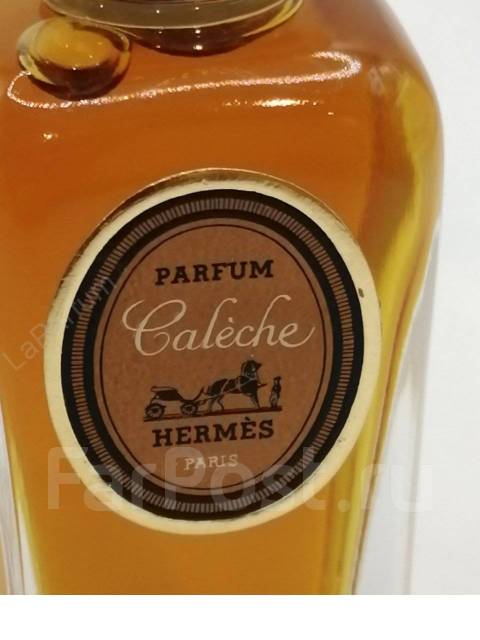 PARFUM
Calèche
HERMÈS
PARIS
FarPost.ru